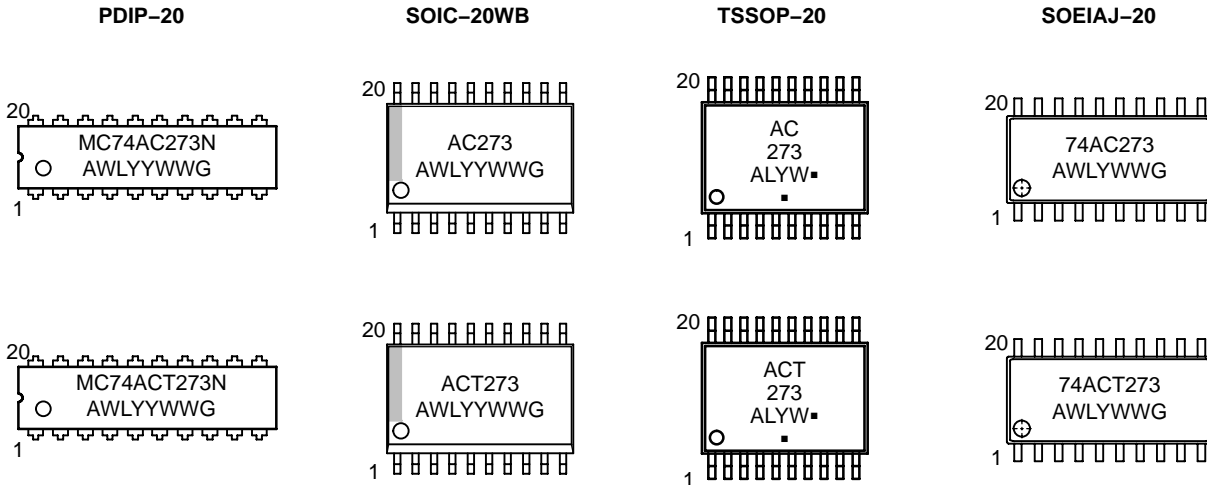 PDIP−20
SOIC−20WB
TSSOP−20
SOEIAJ−20
20
MC74AC273N
AWLYYWWG
1
20
AC273
AWLYYWWG
1
20
AC
273
ALYW▪
▪
1
20
74AC273
AWLYWWG
1
20
MC74ACT273N
AWLYYWWG
1
20
ACT273
AWLYYWWG
1
20
ACT
273
ALYW▪
▪
1
20
74ACT273
AWLYWWG
1